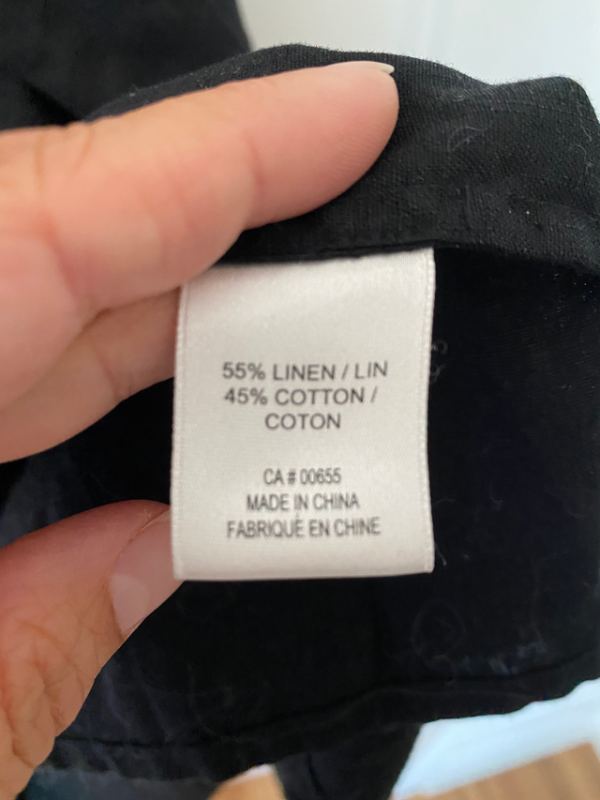 55% LINEN / LIN
45% COTTON /
COTON
CA # 00655
MADE IN CHINA
FABRIQUÉ EN CHINE